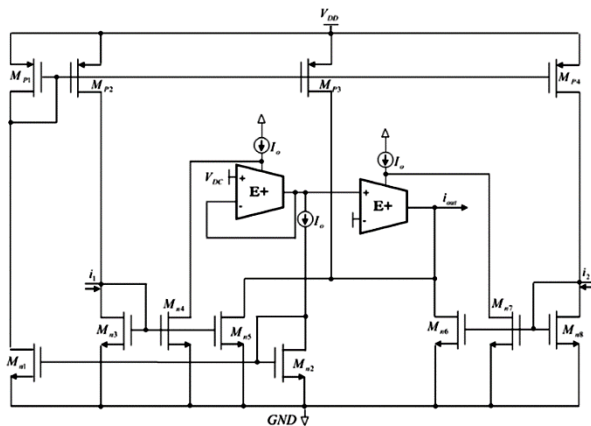 V_DD
M_P1
M_P2
M_P3
M_P4
I_o
I_o
V_DC
+
E+
-
+
E+
-
i_out
I_o
i_1
i_2
M_n4
M_n7
M_n3
M_n5
M_n6
M_n8
M_n1
M_n2
GND